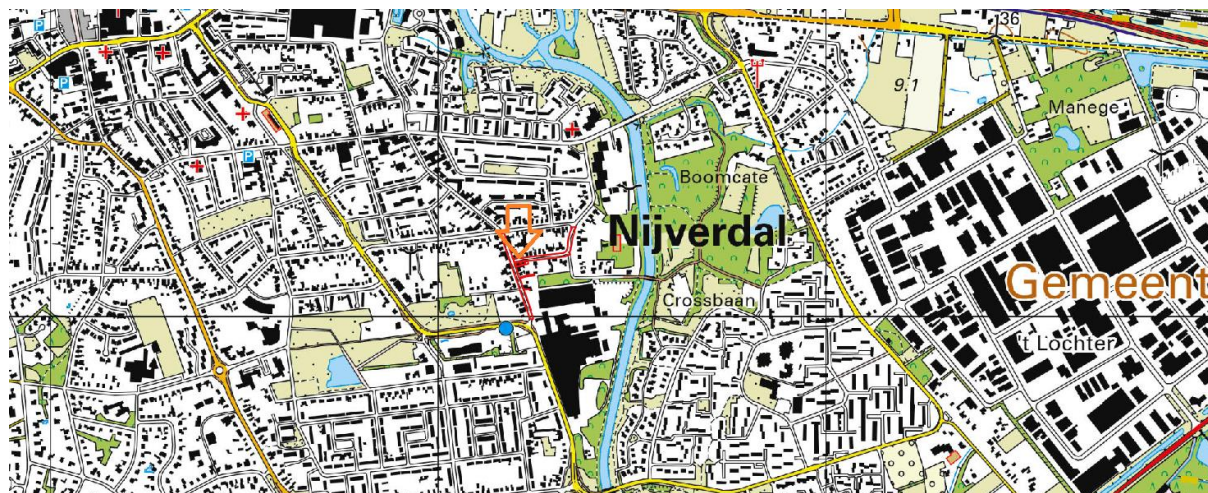 P
36
P
9.1
Manege
P
Boomcate
Nijverdal
Gemeent
Crossbaan
't Lochter